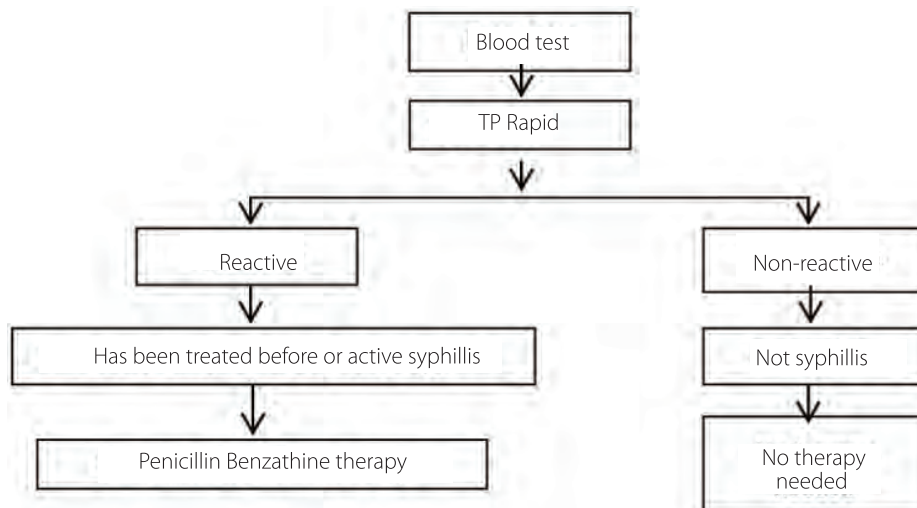 Blood test
TP Rapid
Reactive
Non-reactive
Has been treated before or active syphillis
Not syphillis
Penicillin Benzathine therapy
No therapy
needed